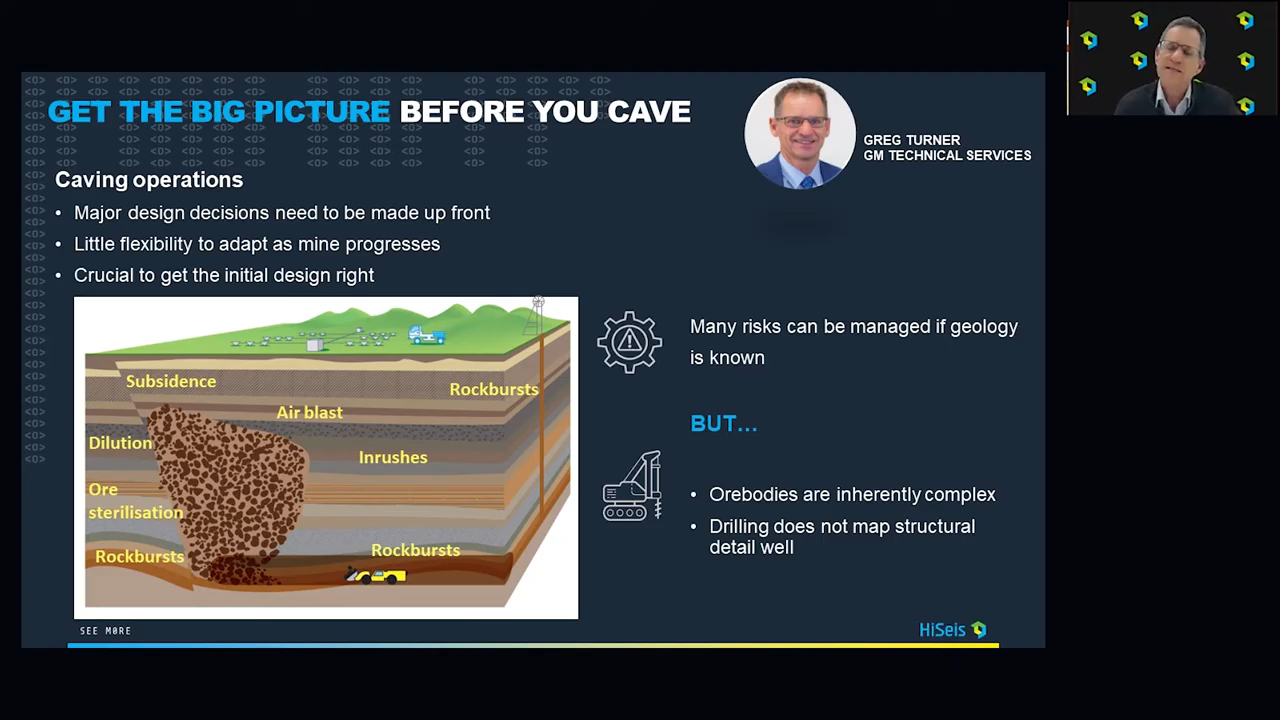 GET THE BIG PICTURE BEFORE YOU CAVE
GREG TURNER
GM TECHNICAL SERVICES
Caving operations
• Major design decisions need to be made up front
• Little flexibility to adapt as mine progresses
• Crucial to get the initial design right
Subsidence
Rockbursts
Air blast
Dilution
Inrushes
Ore
sterilisation
Rockbursts
Rockbursts
Many risks can be managed if geology
is known
BUT...
• Orebodies are inherently complex
• Drilling does not map structural
detail well
SEE MORE
HiSeis